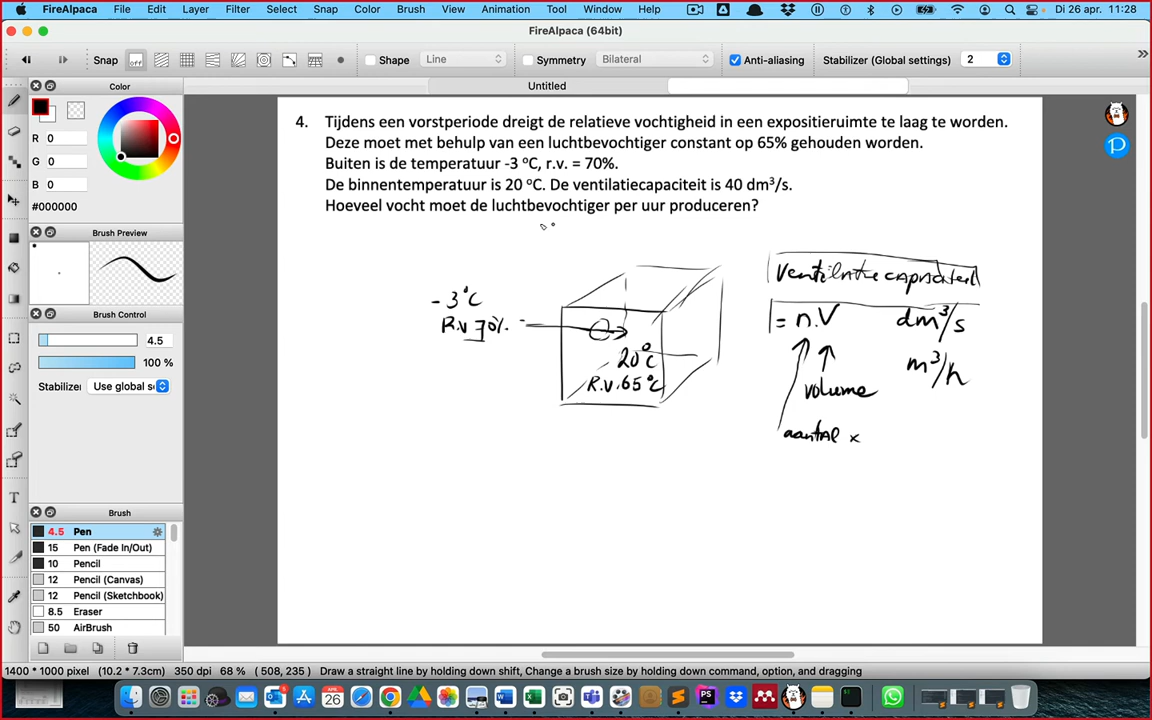 FireAlpaca File Edit Layer Filter Select Snap Color Brush View Animation Tool Window Help Di 26 apr. 11:28
FireAlpaca (64bit)
Snap off Shape Line Symmetry Bilateral Anti-aliasing Stabilizer (Global settings) 2
Color
Untitled
R 0
G 0
B 0
#000000
Brush Preview
Brush Control
4.5
100 %
Stabilizer Use global se
Brush
4.5 Pen
15 Pen (Fade In/Out)
10 Pencil
12 Pencil (Canvas)
12 Pencil (Sketchbook)
8.5 Eraser
50 AirBrush
4. Tijdens een vorstperiode dreigt de relatieve vochtigheid in een expositieruimte te laag te worden.
Deze moet met behulp van een luchtbevochtiger constant op 65% gehouden worden.
Buiten is de temperatuur -3 °C, r.v. = 70%.
De binnentemperatuur is 20 °C. De ventilatiecapaciteit is 40 dm³/s.
Hoeveel vocht moet de luchtbevochtiger per uur produceren?
-3°C
R.V 70%
20°C
R.V. 65°C
Ventilatiecapaciteit
= n.V dm³/s
m³/h
volume
aantal x
1400 * 1000 pixel (10.2 * 7.3cm) 350 dpi 68 % ( 508, 235 ) Draw a straight line by holding down shift, Change a brush size by holding down command, option, and dragging